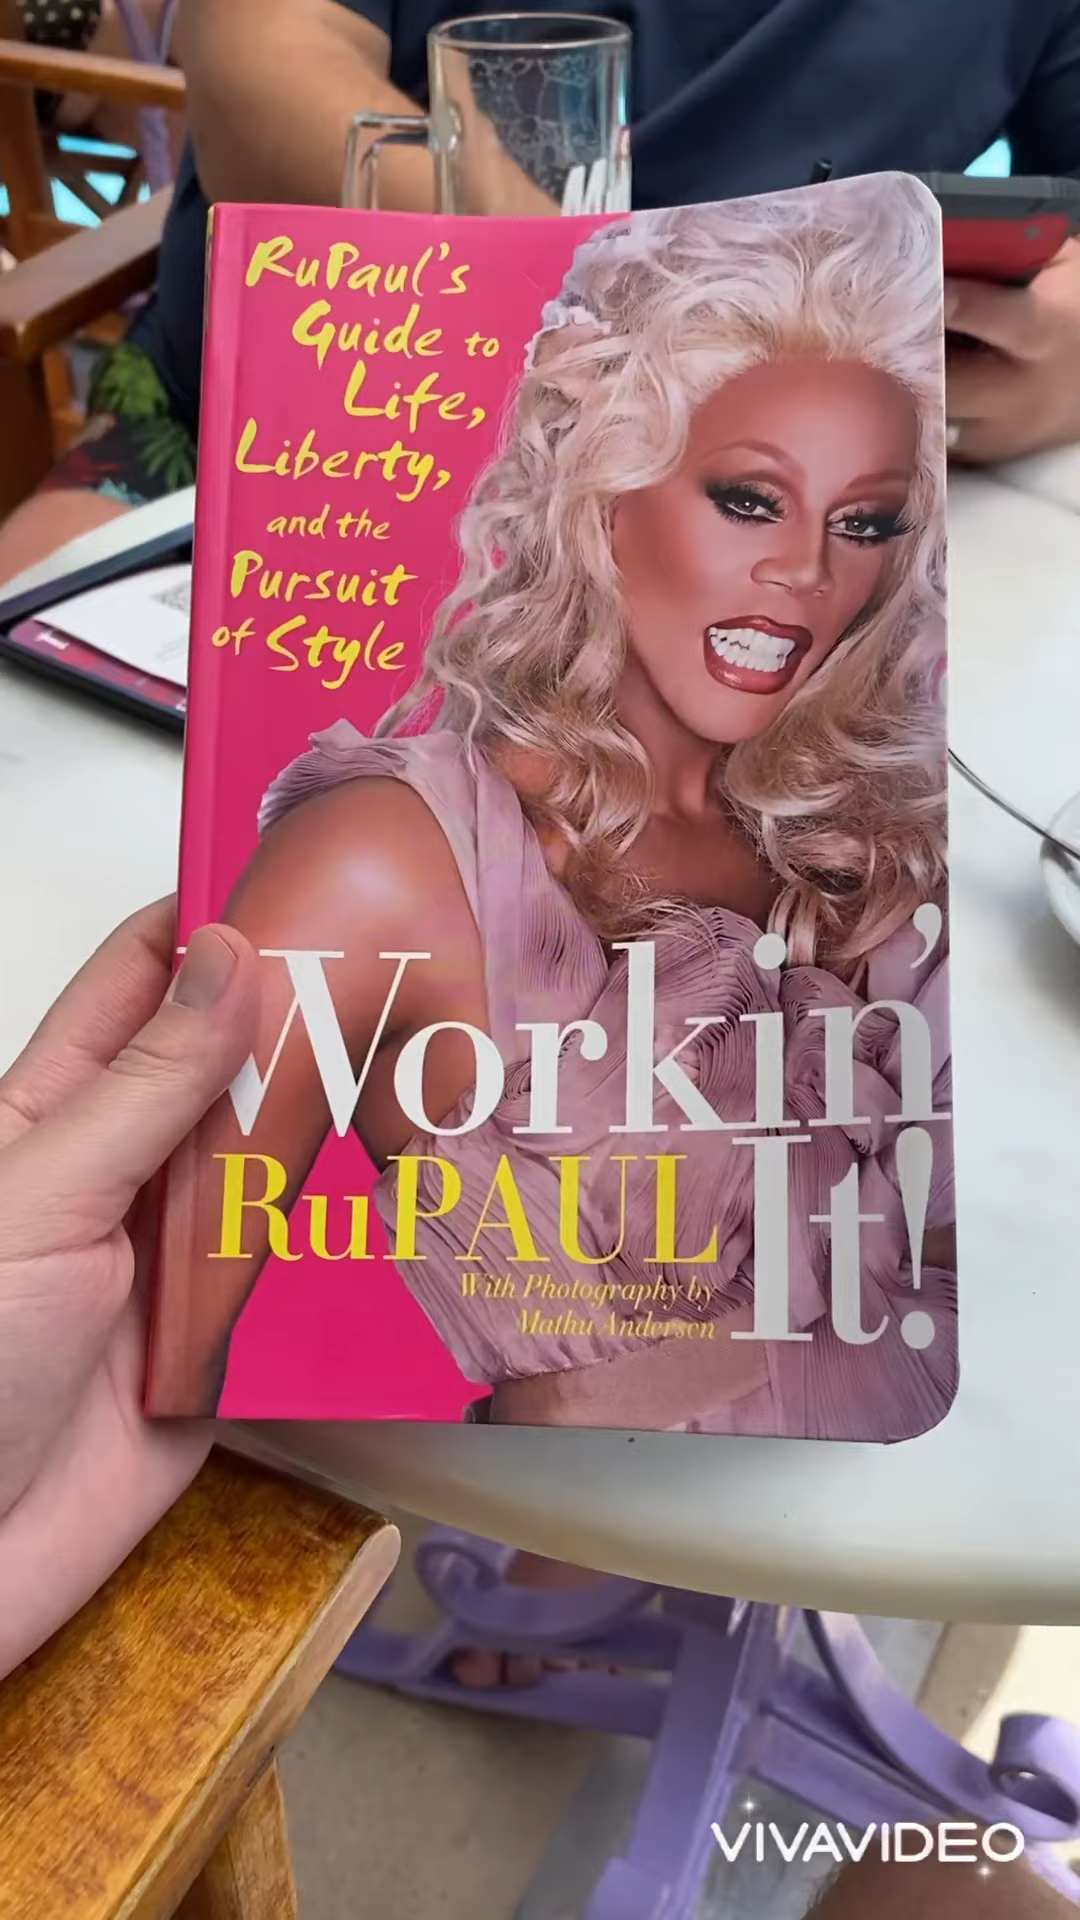 RuPaul's
Guide to
Life,
Liberty,
and the
Pursuit
of Style
Workin'
It!
RuPAUL
With Photography by
Mathu Andersen
VIVAVIDEO